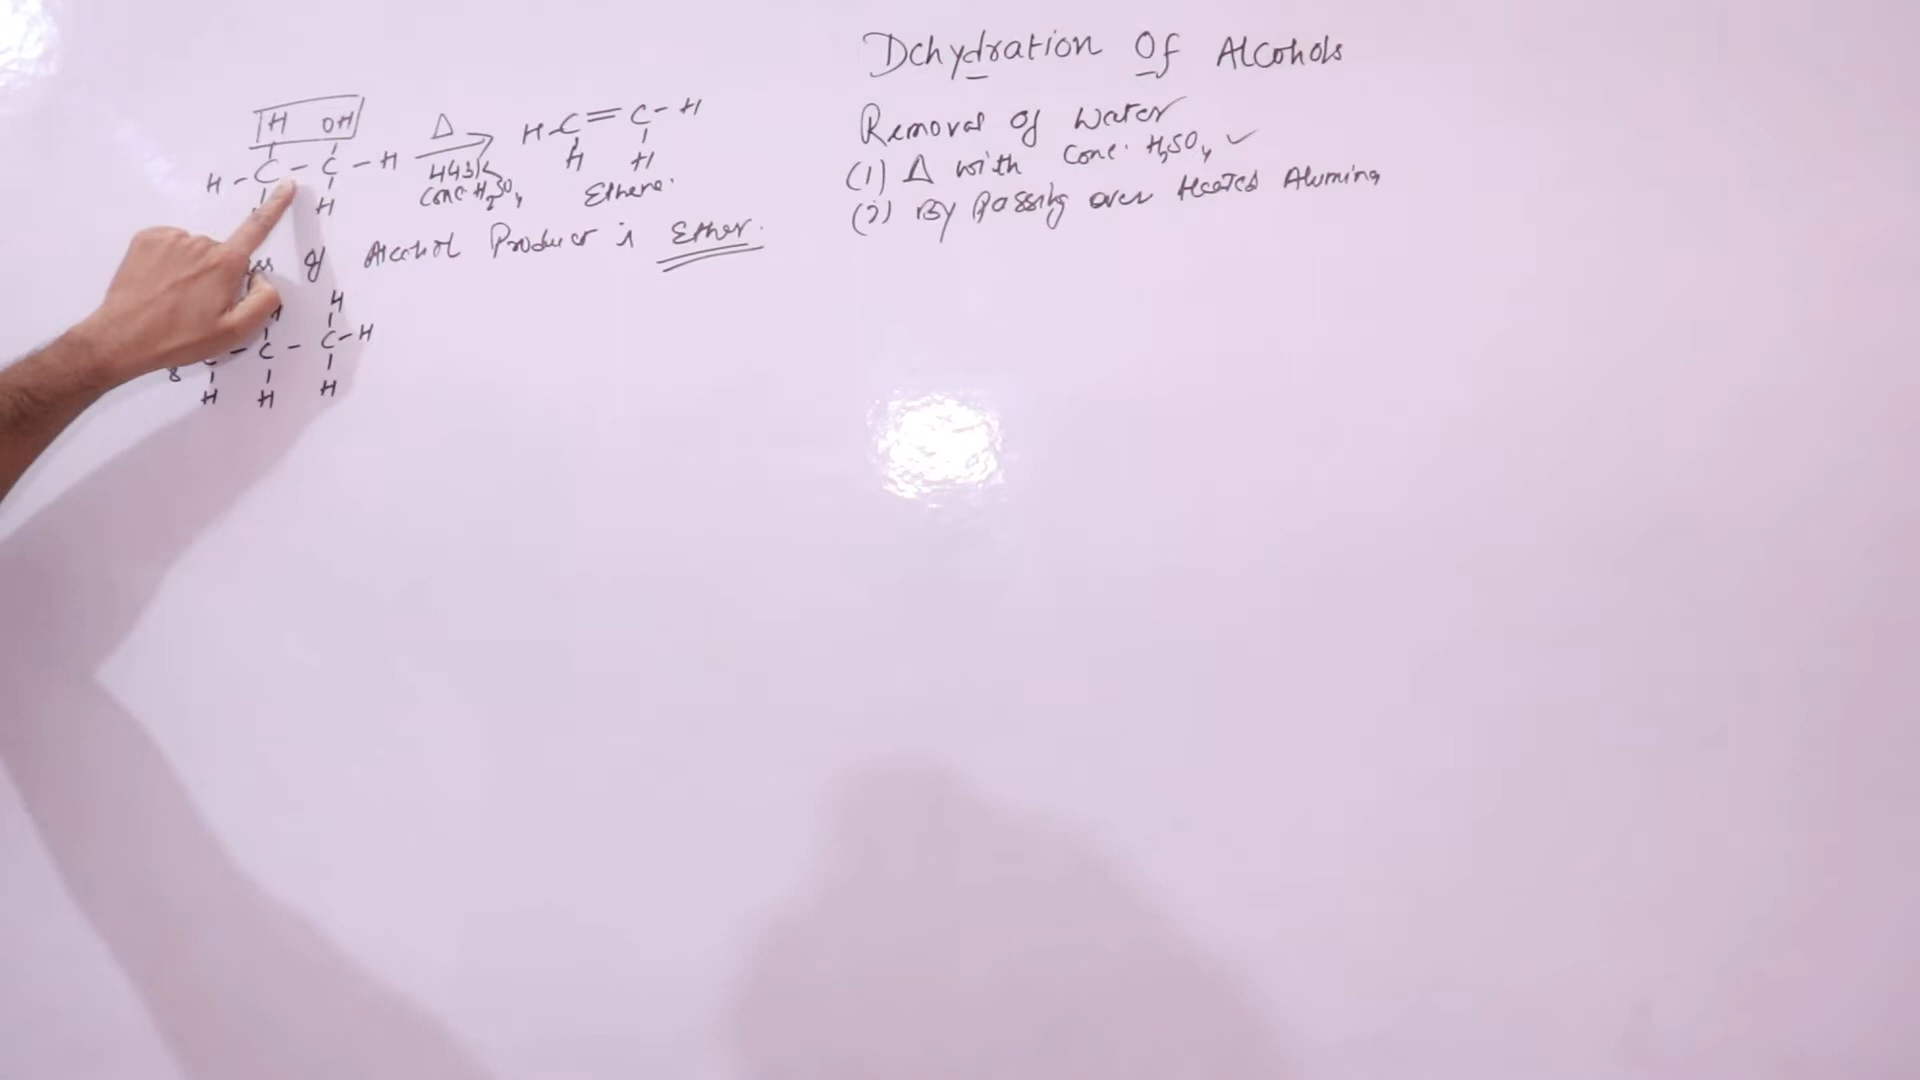 Dehydration Of Alcohols
Removal of water
(1) Δ with Conc. H₂SO₄ ✓
(2) By passing over Heated Alumina
H OH
H - C - C - H
H
Δ
443K
Conc. H₂SO₄
H - C = C - H
H H
Ethene.
of Alcohol Product is Ether.
H
- C - C - H
H H H